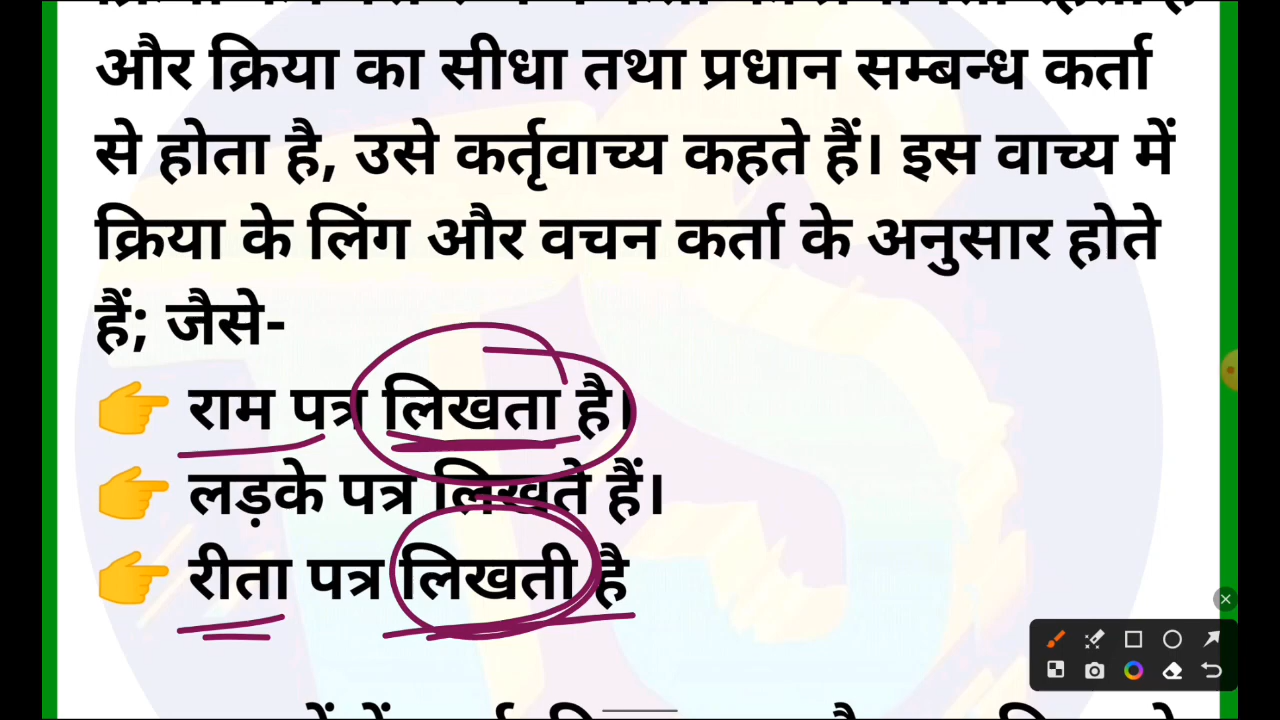 और क्रिया का सीधा तथा प्रधान सम्बन्ध कर्ता
से होता है, उसे कर्तृवाच्य कहते हैं। इस वाच्य में
क्रिया के लिंग और वचन कर्ता के अनुसार होते
हैं; जैसे-
👉 राम पत्र लिखता है।
👉 लड़के पत्र लिखते हैं।
👉 रीता पत्र लिखती है